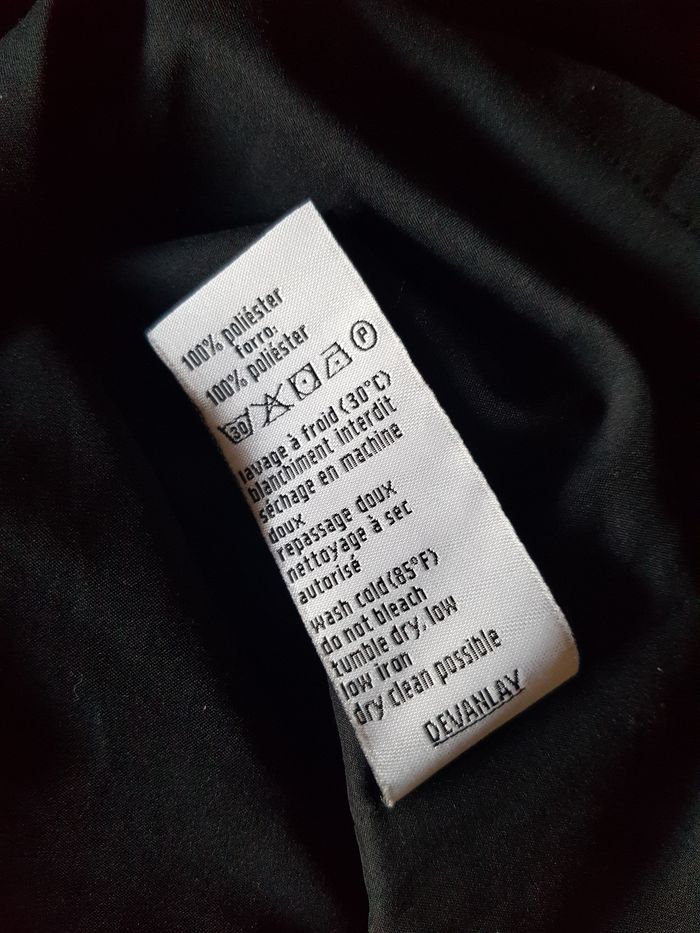 100% poliéster
forro:
100% poliéster
30 P
lavage à froid (30°C)
blanchiment interdit
séchage en machine
doux
repassage doux
nettoyage à sec
autorisé
wash cold (85°F)
do not bleach
tumble dry, low
low iron
dry clean possible
DEVANLAY